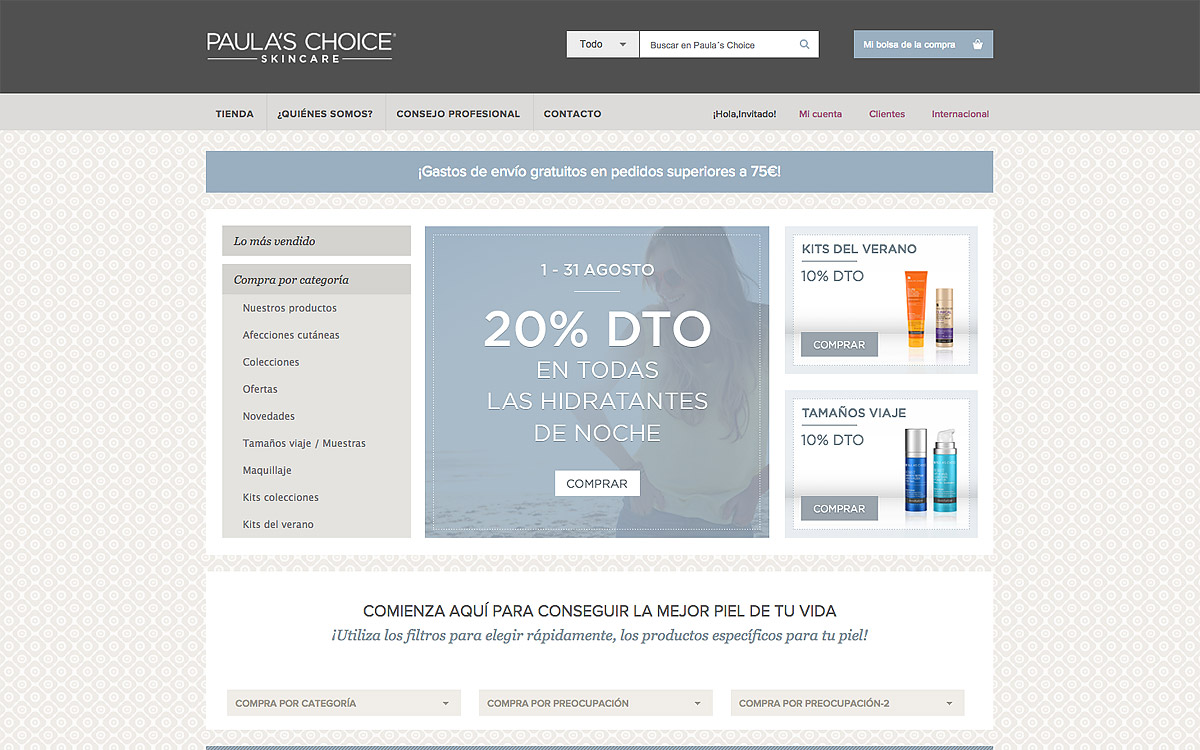 PAULA'S CHOICE®
SKINCARE
Todo
Buscar en Paula´s Choice
Mi bolsa de la compra
TIENDA
¿QUIÉNES SOMOS?
CONSEJO PROFESIONAL
CONTACTO
¡Hola,Invitado!
Mi cuenta
Clientes
Internacional
¡Gastos de envío gratuitos en pedidos superiores a 75€!
Lo más vendido
Compra por categoría
Nuestros productos
Afecciones cutáneas
Colecciones
Ofertas
Novedades
Tamaños viaje / Muestras
Maquillaje
Kits colecciones
Kits del verano
1 - 31 AGOSTO
20% DTO
EN TODAS
LAS HIDRATANTES
DE NOCHE
COMPRAR
KITS DEL VERANO
10% DTO
COMPRAR
TAMAÑOS VIAJE
10% DTO
COMPRAR
COMIENZA AQUÍ PARA CONSEGUIR LA MEJOR PIEL DE TU VIDA
¡Utiliza los filtros para elegir rápidamente, los productos específicos para tu piel!
COMPRA POR CATEGORÍA
COMPRA POR PREOCUPACIÓN
COMPRA POR PREOCUPACIÓN-2